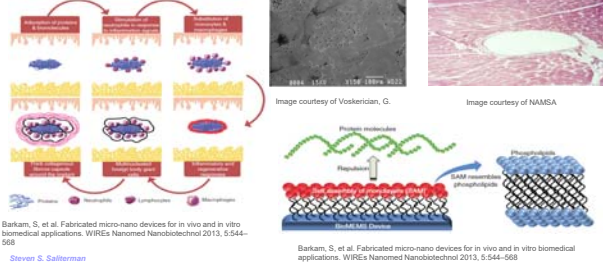 Adsorption of proteins
& biomolecules
Stimulation of
neutrophils in response
to inflammation signals
Substitution of
monocytes &
macrophages
Thick collagenous
fibrous capsule
around the implant
Multinucleated
foreign body giant
cells
Inflammatory and
regenerative
responses
Proteins
Neutrophils
Lymphocytes
Macrophages
Barkam, S, et al. Fabricated micro-nano devices for in vivo and in vitro
biomedical applications. WIREs Nanomed Nanobiotechnol 2013, 5:544–
568
Steven S. Saliterman
Image courtesy of Voskerician, G.
Image courtesy of NAMSA
Protein molecules
Repulsion
Self assembly of monolayers (SAM)
BioMEMS Device
SAM resembles
phospholipids
Phospholipids
Barkam, S, et al. Fabricated micro-nano devices for in vivo and in vitro biomedical
applications. WIREs Nanomed Nanobiotechnol 2013, 5:544–568